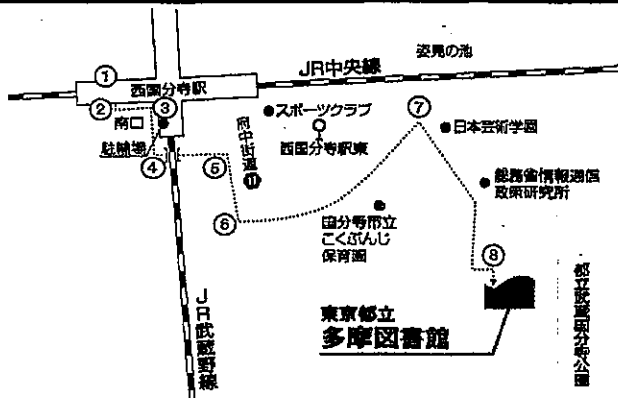 姿見の池
JR中央線
①
西国分寺駅
②
③
南口
駐輪場
スポーツクラブ
西国分寺駅東
府中街道
⑦
日本芸術学園
④
⑤
⑥
総務省情報通信
政策研究所
国分寺市立
こくぶんじ
保育園
⑧
JR武蔵野線
東京都立
多摩図書館
都立武蔵国分寺公園